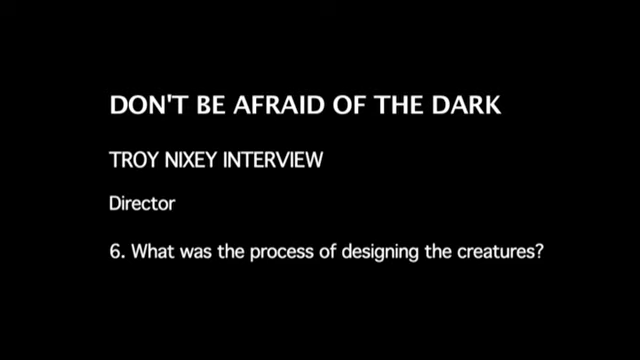 DON'T BE AFRAID OF THE DARK
TROY NIXEY INTERVIEW
Director
6. What was the process of designing the creatures?